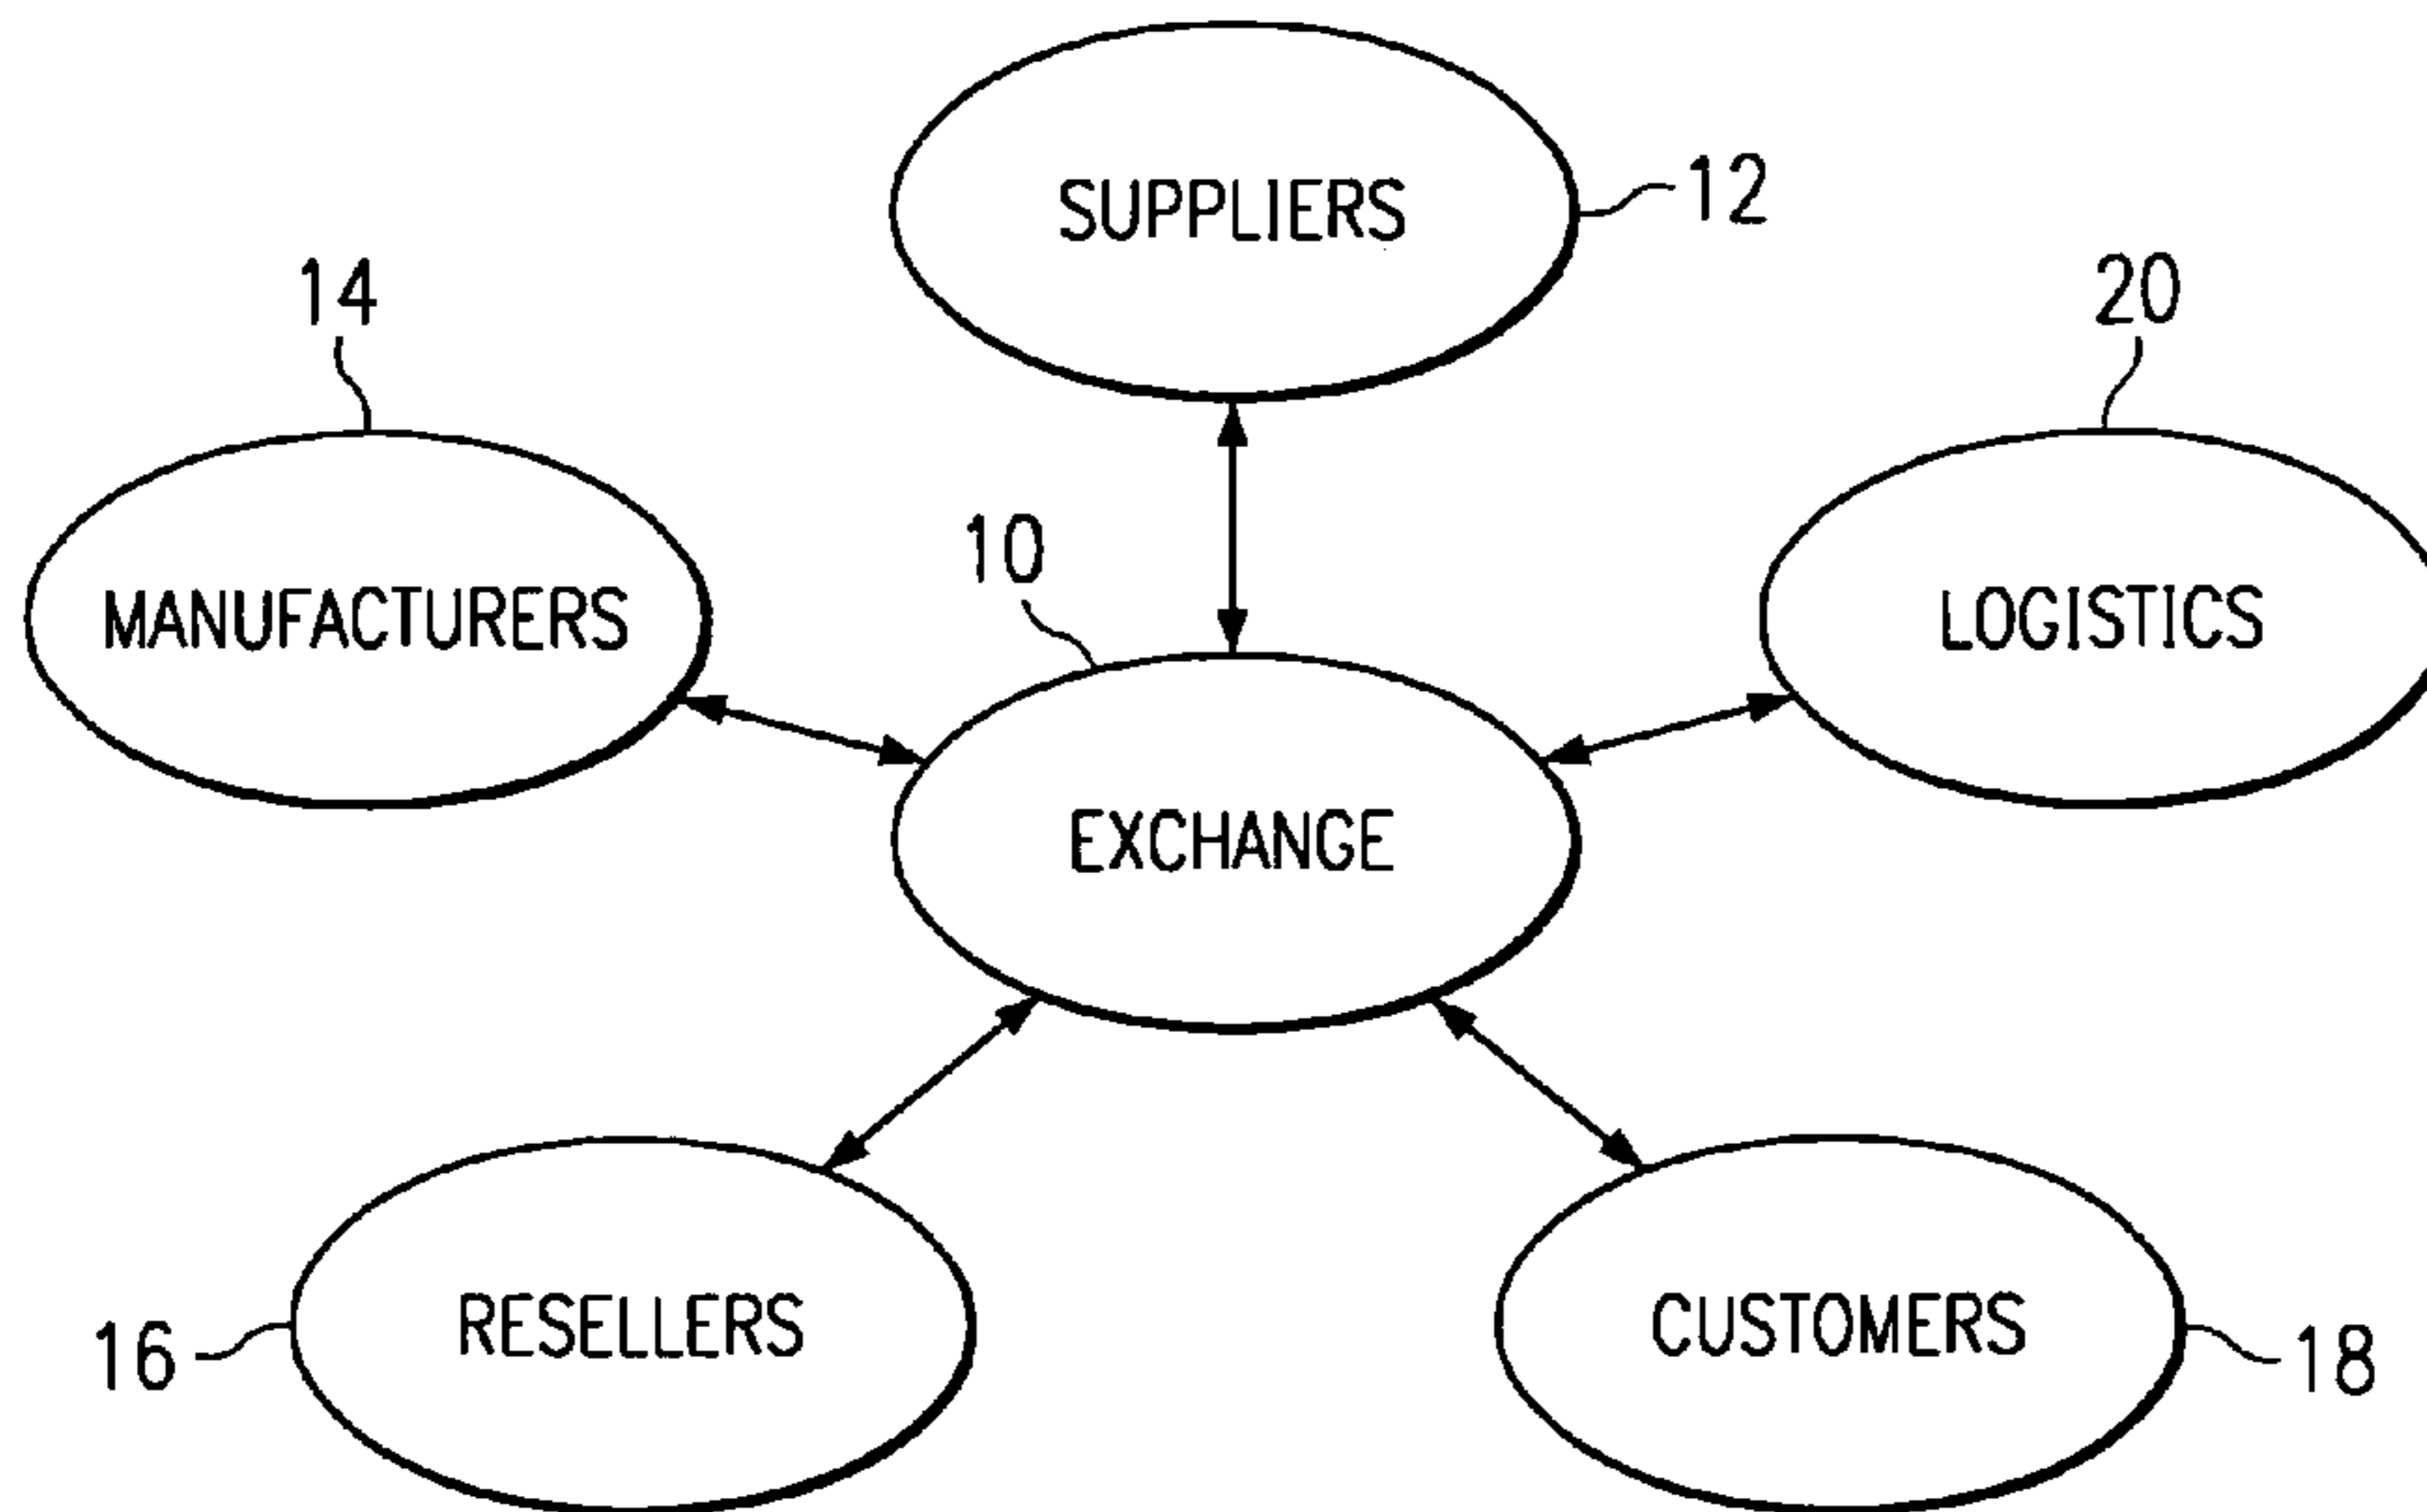 SUPPLIERS
12
14
20
10
MANUFACTURERS
LOGISTICS
EXCHANGE
RESELLERS
CUSTOMERS
16
18